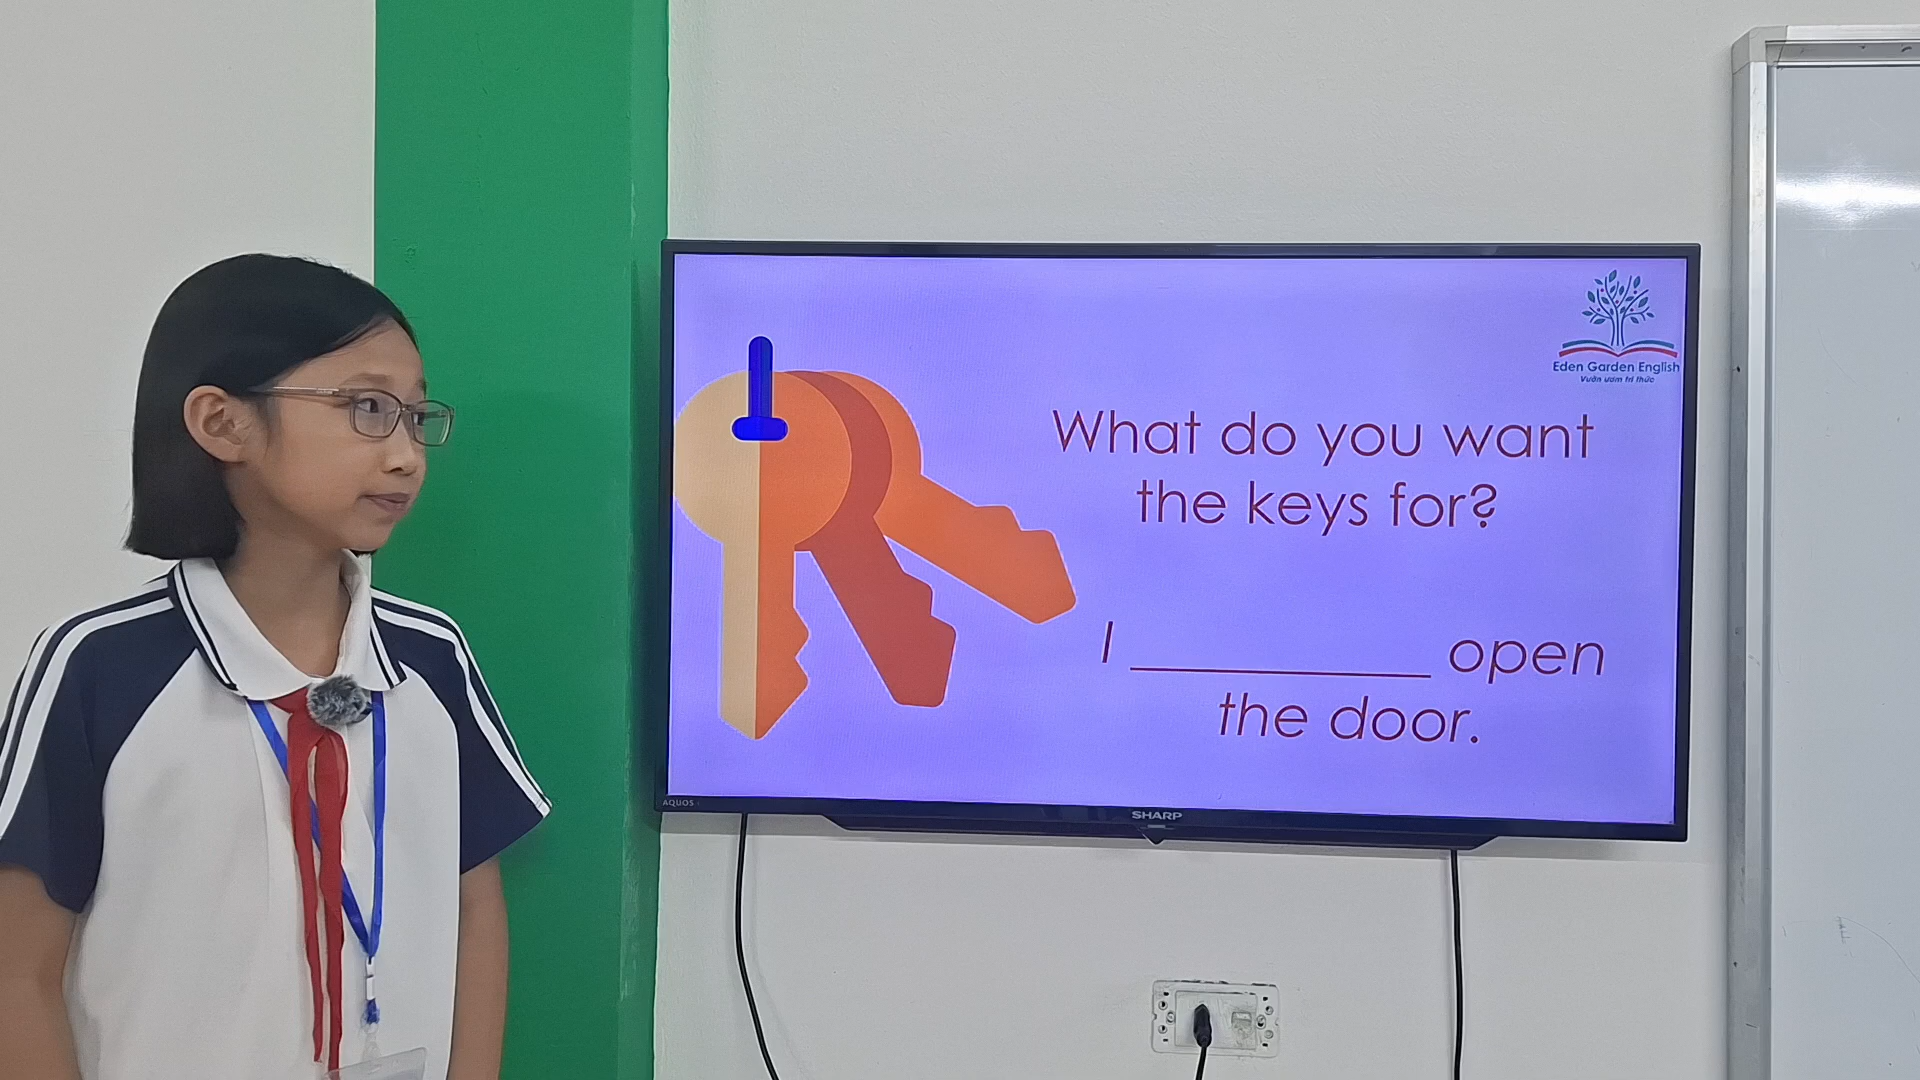 Eden Garden English
Vườn ươm tri thức
What do you want
the keys for?
I __________ open
the door.
AQUOS
SHARP